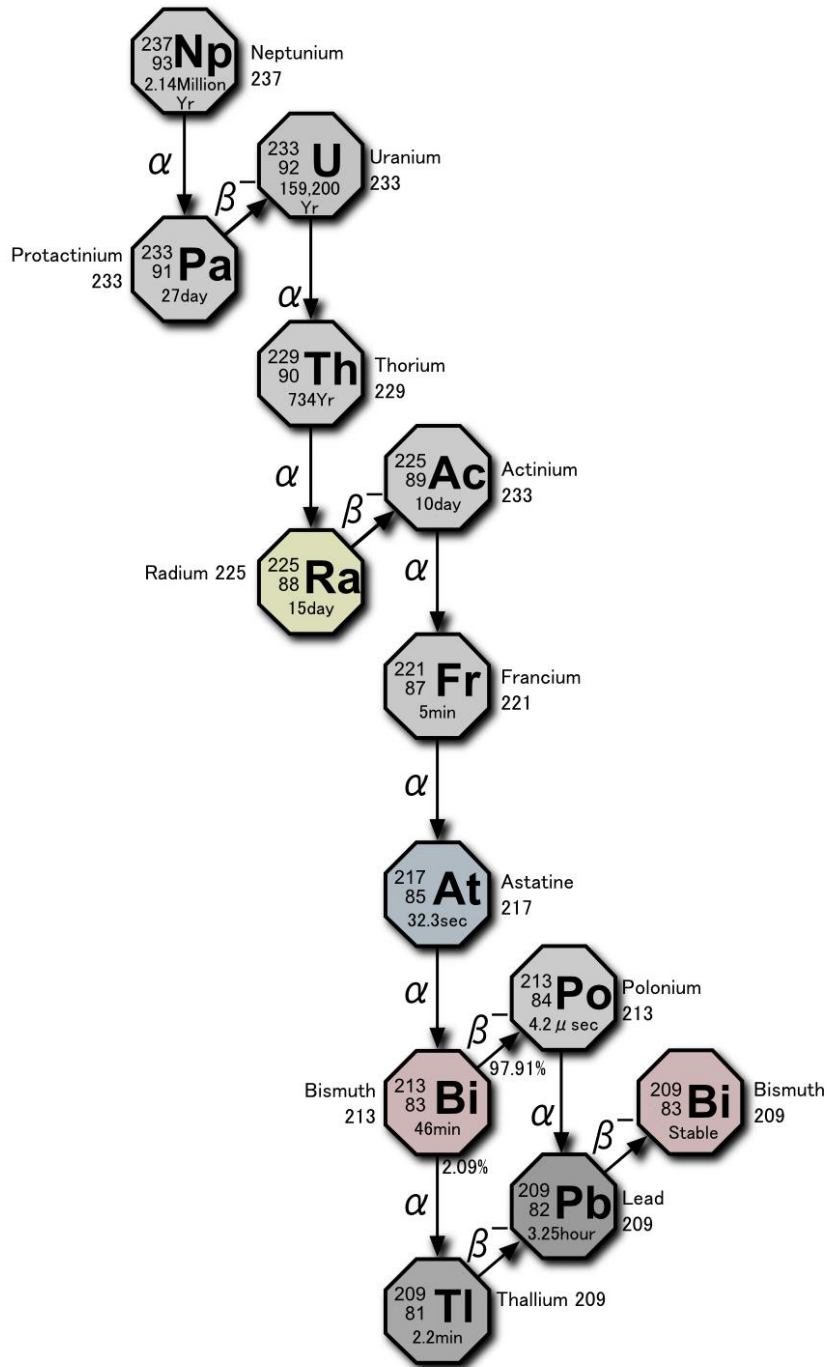 237
93 Np
2.14Million
Yr
Neptunium
237
α
233
92 U
159,200
Yr
Uranium
233
β−
Protactinium
233
233
91 Pa
27day
α
229
90 Th
734Yr
Thorium
229
α
225
89 Ac
10day
Actinium
233
β−
Radium 225
225
88 Ra
15day
α
221
87 Fr
5min
Francium
221
α
217
85 At
32.3sec
Astatine
217
α
213
84 Po
4.2 μ sec
Polonium
213
β−
97.91%
Bismuth
213
213
83 Bi
46min
2.09%
α
209
83 Bi
Stable
Bismuth
209
β−
α
209
82 Pb
3.25hour
Lead
209
β−
209
81 Tl
2.2min
Thallium 209